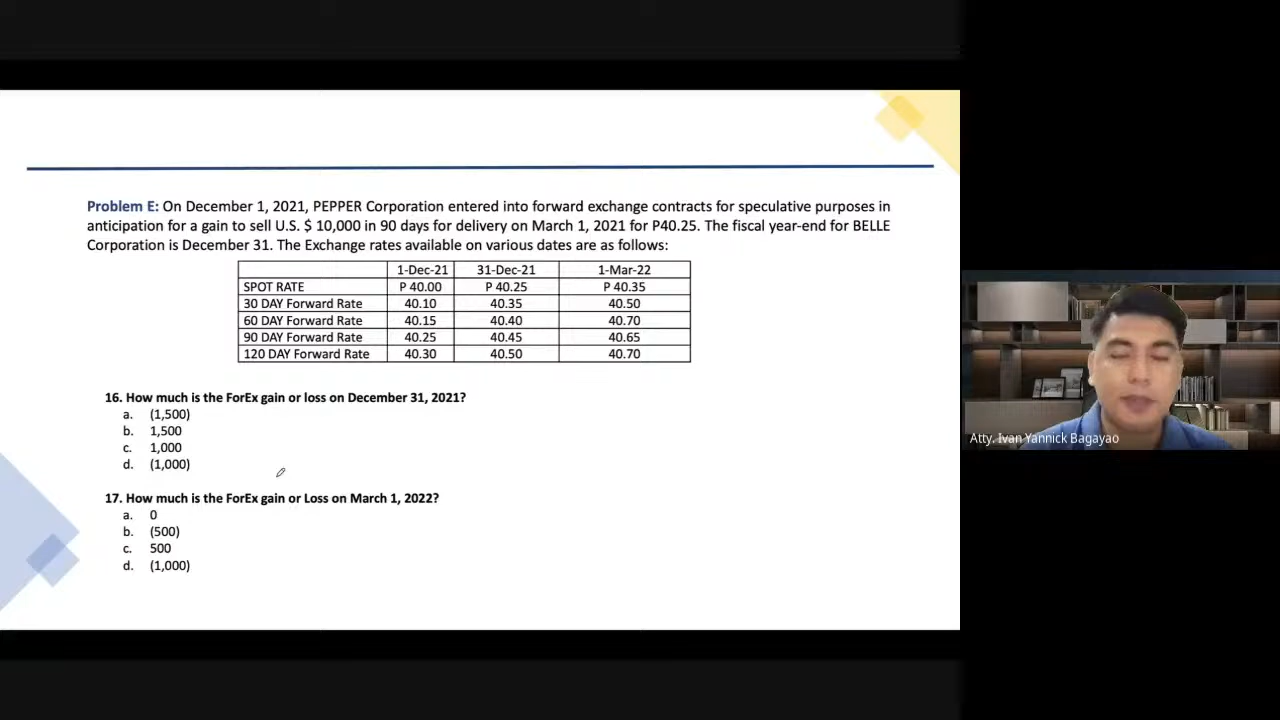 Problem E: On December 1, 2021, PEPPER Corporation entered into forward exchange contracts for speculative purposes in
anticipation for a gain to sell U.S. $ 10,000 in 90 days for delivery on March 1, 2021 for P40.25. The fiscal year-end for BELLE
Corporation is December 31. The Exchange rates available on various dates are as follows:
1-Dec-21 31-Dec-21 1-Mar-22
SPOT RATE P 40.00 P 40.25 P 40.35
30 DAY Forward Rate 40.10 40.35 40.50
60 DAY Forward Rate 40.15 40.40 40.70
90 DAY Forward Rate 40.25 40.45 40.65
120 DAY Forward Rate 40.30 40.50 40.70
16. How much is the ForEx gain or loss on December 31, 2021?
a. (1,500)
b. 1,500
c. 1,000
d. (1,000)
17. How much is the ForEx gain or Loss on March 1, 2022?
a. 0
b. (500)
c. 500
d. (1,000)
Atty. Ivan Yannick Bagayao